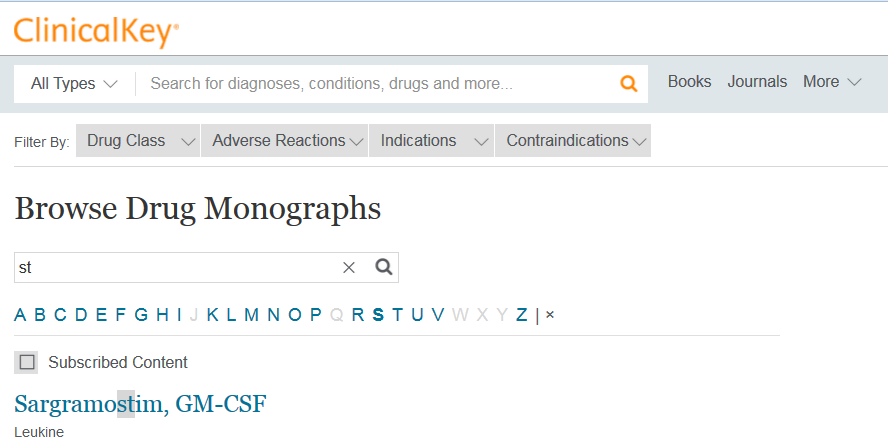 ClinicalKey®
All Types Search for diagnoses, conditions, drugs and more... Books Journals More
Filter By: Drug Class Adverse Reactions Indications Contraindications
Browse Drug Monographs
st ×
A B C D E F G H I J K L M N O P Q R S T U V W X Y Z | ×
Subscribed Content
Sargramostim, GM-CSF
Leukine